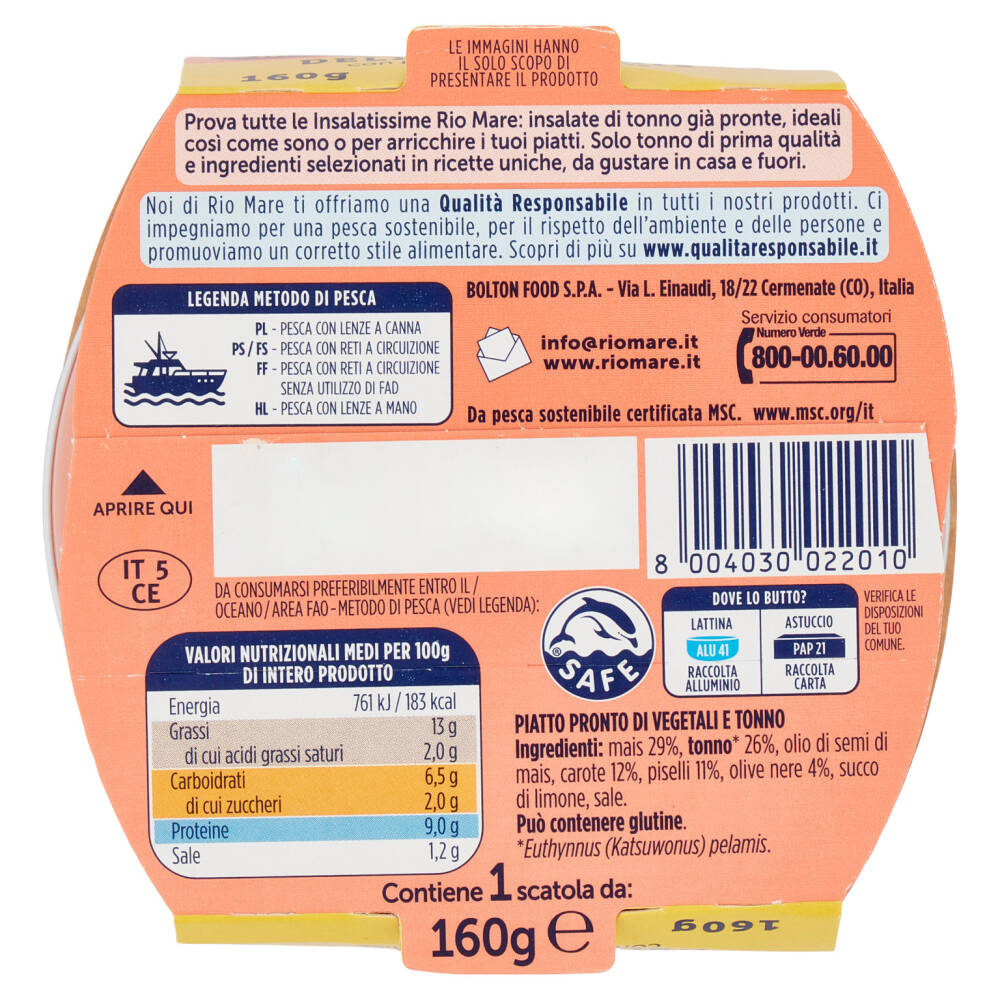 160g
LE IMMAGINI HANNO
IL SOLO SCOPO DI
PRESENTARE IL PRODOTTO
Prova tutte le Insalatissime Rio Mare: insalate di tonno già pronte, ideali
così come sono o per arricchire i tuoi piatti. Solo tonno di prima qualità
e ingredienti selezionati in ricette uniche, da gustare in casa e fuori.
Noi di Rio Mare ti offriamo una Qualità Responsabile in tutti i nostri prodotti. Ci
impegniamo per una pesca sostenibile, per il rispetto dell'ambiente e delle persone e
promuoviamo un corretto stile alimentare. Scopri di più su www.qualitaresponsabile.it
LEGENDA METODO DI PESCA
PL - PESCA CON LENZE A CANNA
PS / FS - PESCA CON RETI A CIRCUIZIONE
FF - PESCA CON RETI A CIRCUIZIONE
SENZA UTILIZZO DI FAD
HL - PESCA CON LENZE A MANO
BOLTON FOOD S.P.A. - Via L. Einaudi, 18/22 Cermenate (CO), Italia
info@riomare.it
www.riomare.it
Servizio consumatori
Numero Verde
800-00.60.00
Da pesca sostenibile certificata MSC. www.msc.org/it
APRIRE QUI
IT 5
CE
8 004030 022010
DA CONSUMARSI PREFERIBILMENTE ENTRO IL /
OCEANO / AREA FAO - METODO DI PESCA (VEDI LEGENDA):
® SAFE
DOVE LO BUTTO?
LATTINA
ALU 41
RACCOLTA
ALLUMINIO
ASTUCCIO
PAP 21
RACCOLTA
CARTA
VERIFICA LE
DISPOSIZIONI
DEL TUO
COMUNE.
VALORI NUTRIZIONALI MEDI PER 100g
DI INTERO PRODOTTO
Energia 761 kJ / 183 kcal
Grassi 13 g
di cui acidi grassi saturi 2,0 g
Carboidrati 6,5 g
di cui zuccheri 2,0 g
Proteine 9,0 g
Sale 1,2 g
PIATTO PRONTO DI VEGETALI E TONNO
Ingredienti: mais 29%, tonno* 26%, olio di semi di
mais, carote 12%, piselli 11%, olive nere 4%, succo
di limone, sale.
Può contenere glutine.
*Euthynnus (Katsuwonus) pelamis.
Contiene 1 scatola da:
160g e
160g